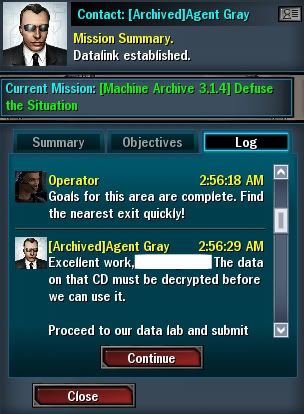 Contact: [Archived]Agent Gray
Mission Summary.
Datalink established.
Current Mission: [Machine Archive 3.1.4] Defuse
the Situation
Summary Objectives Log
Operator 2:56:18 AM
Goals for this area are complete. Find
the nearest exit quickly!
[Archived]Agent Gray 2:56:29 AM
Excellent work, The data
on that CD must be decrypted before
we can use it.
Proceed to our data lab and submit
Continue
Close